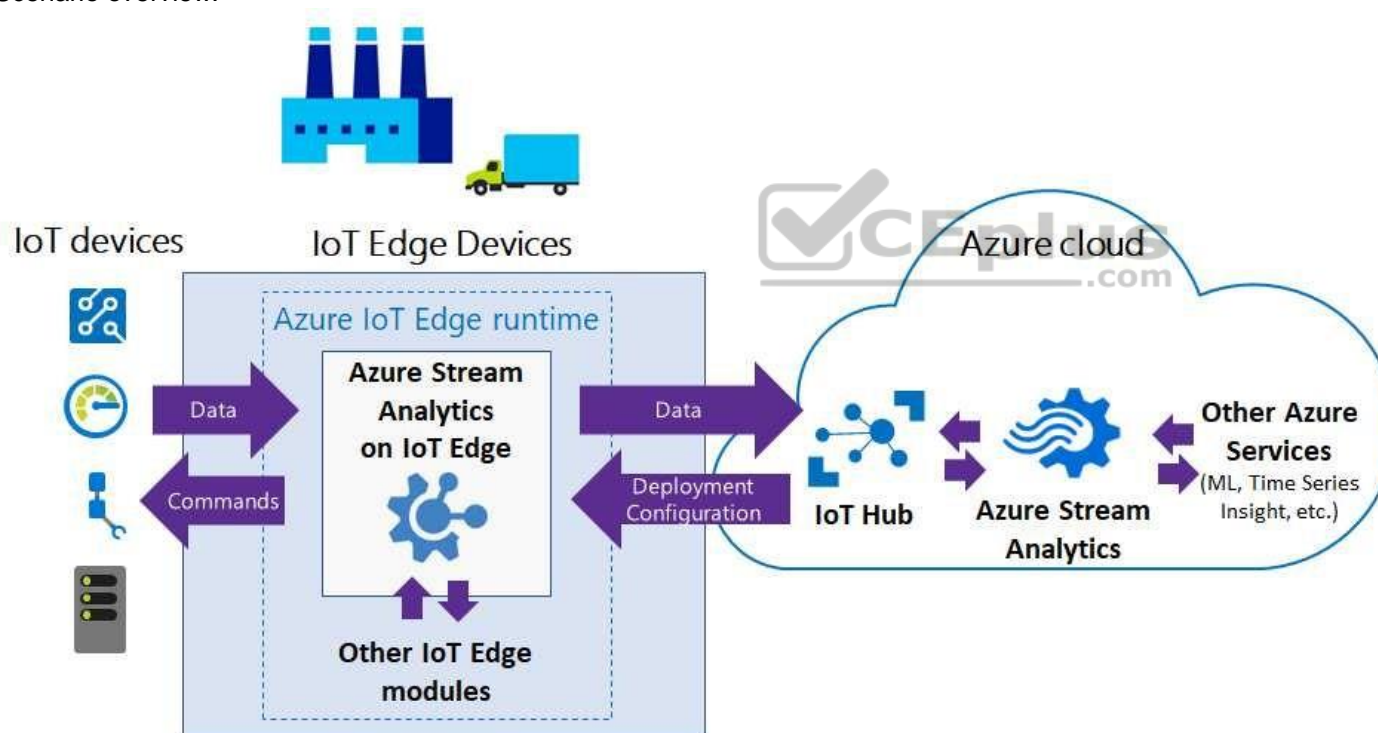 IoT devices
IoT Edge Devices
Azure IoT Edge runtime
Azure Stream
Analytics
on IoT Edge
Data
Commands
Other IoT Edge
modules
Data
Deployment
Configuration
CEplus
.com
Azure cloud
IoT Hub
Azure Stream
Analytics
Other Azure
Services
(ML, Time Series
Insight, etc.)